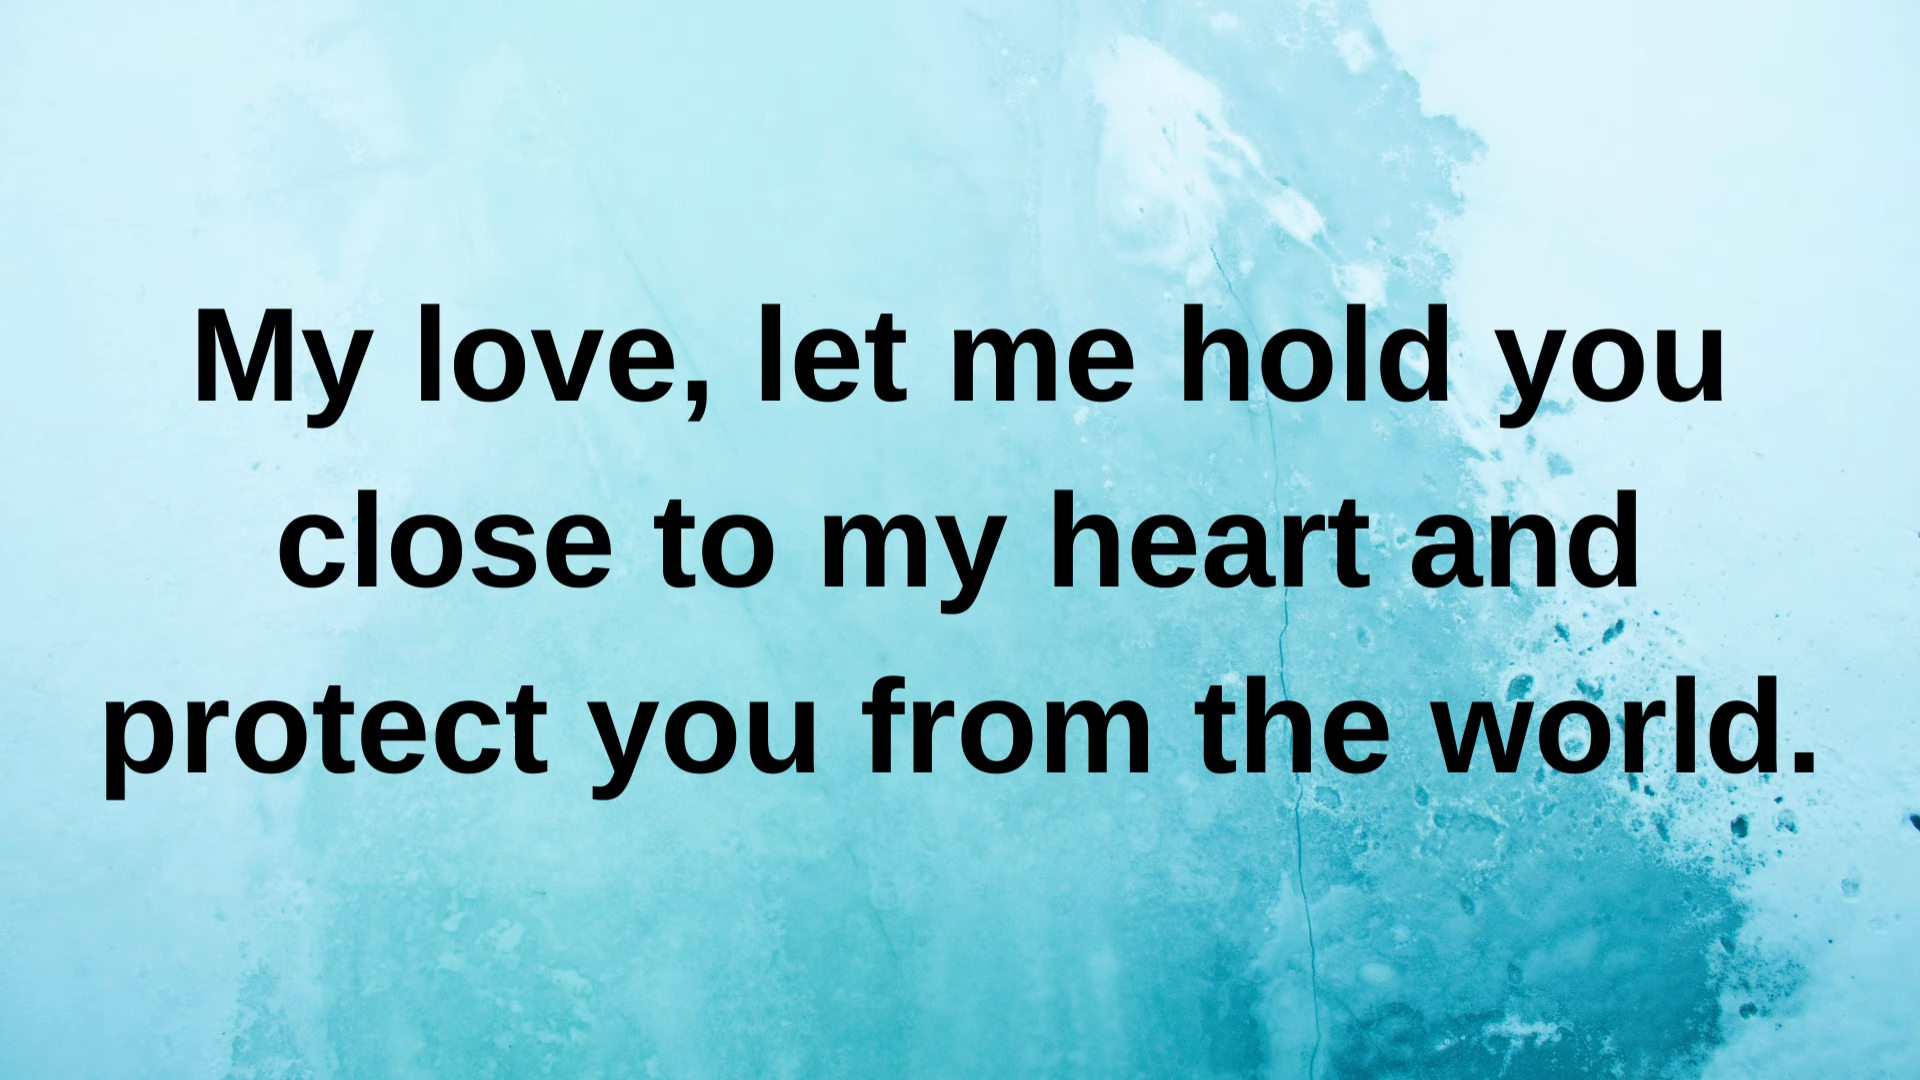 My love, let me hold you
close to my heart and
protect you from the world.